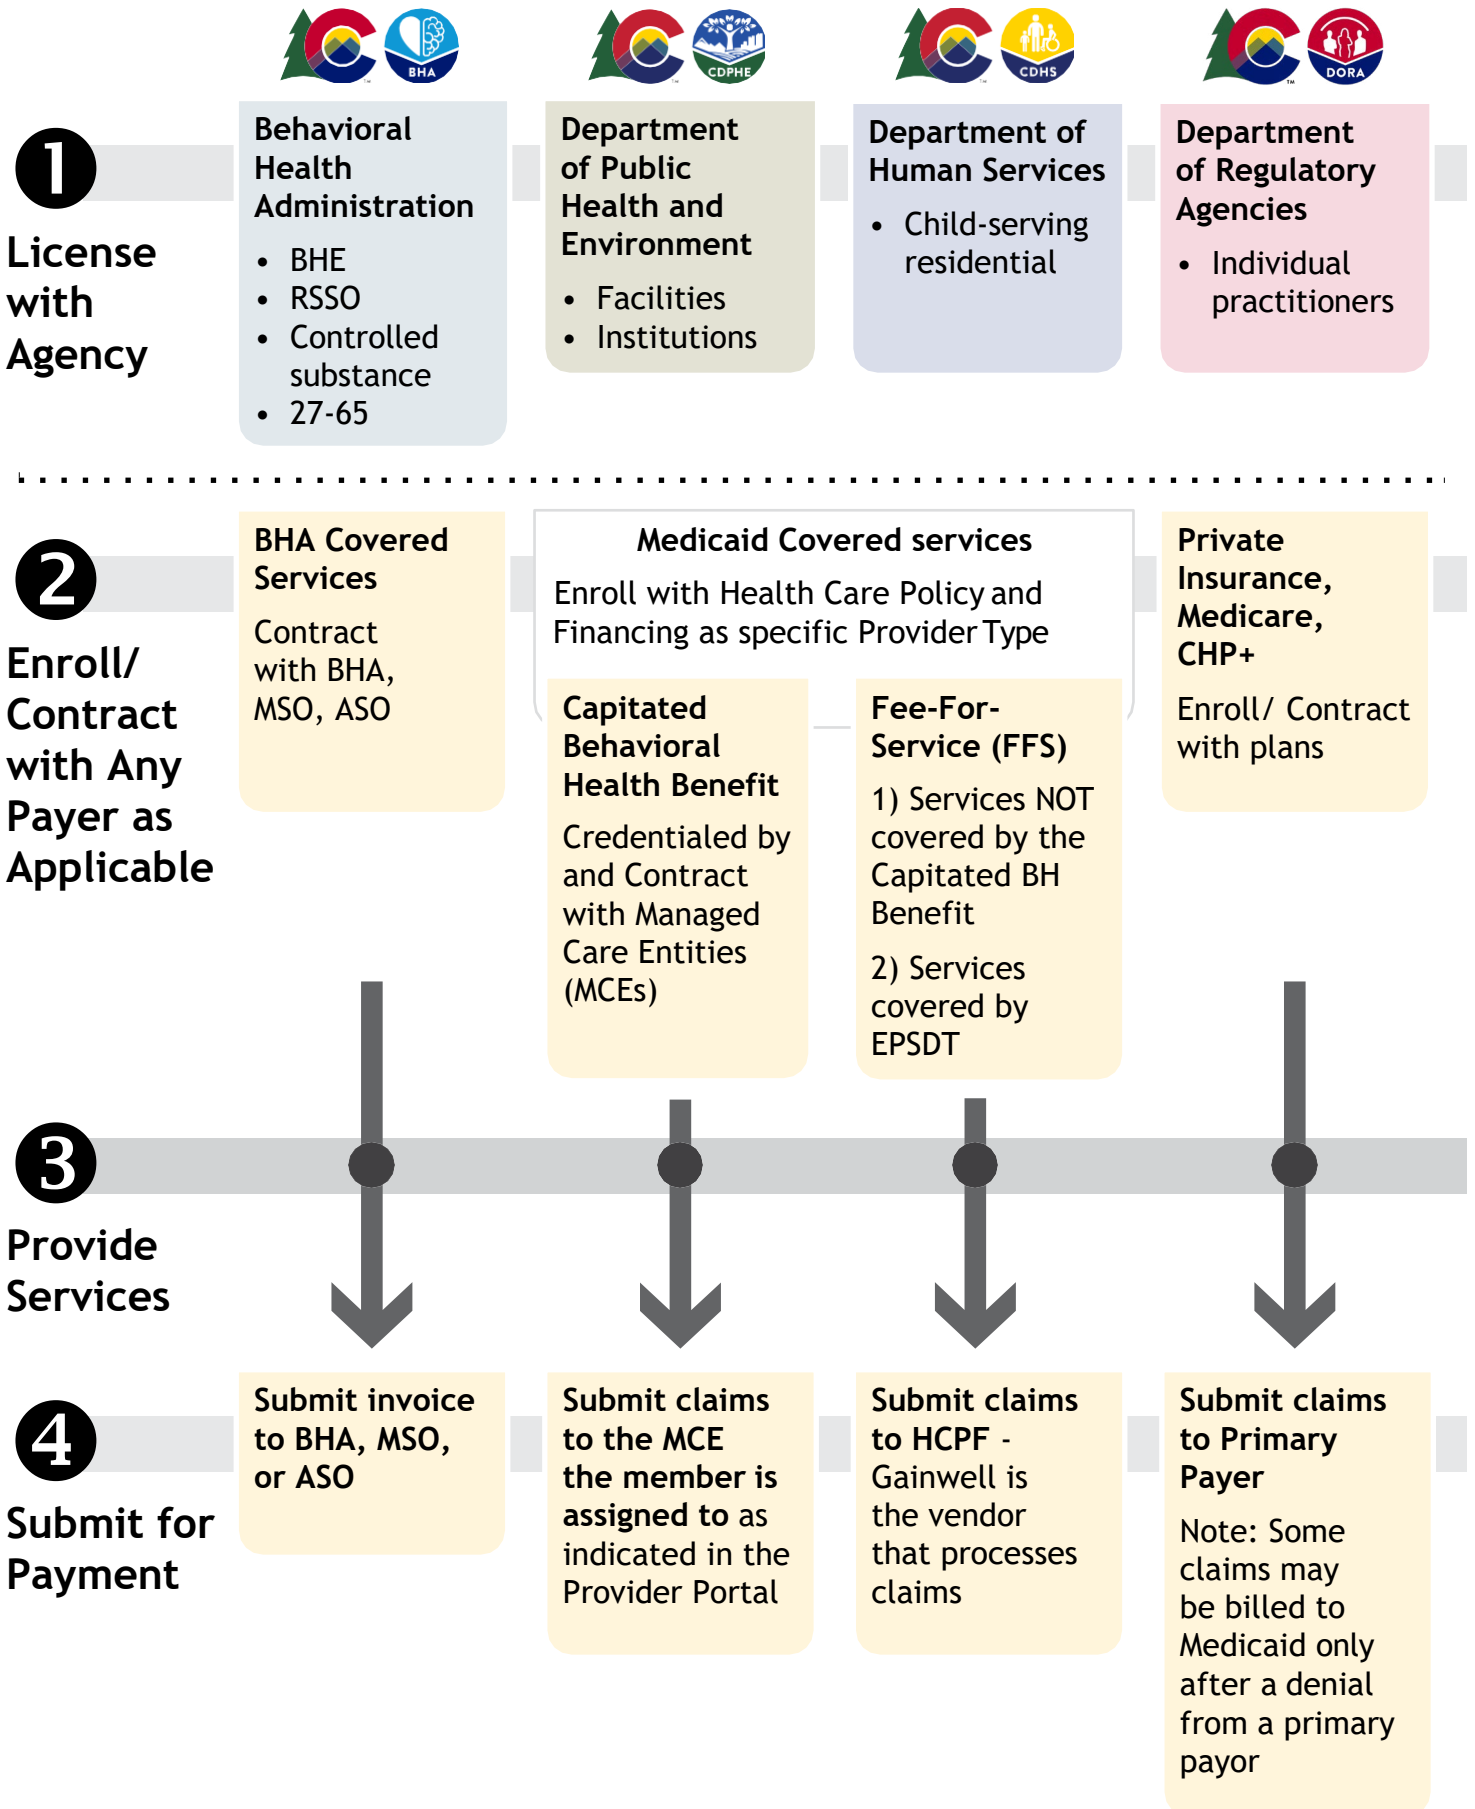 BHA
CDPHE
CDHS
DORA
TM
TM
TM
TM
1
License
with
Agency
Behavioral
Health
Administration
• BHE
• RSSO
• Controlled
substance
• 27-65
Department
of Public
Health and
Environment
• Facilities
• Institutions
Department of
Human Services
• Child-serving
residential
Department
of Regulatory
Agencies
• Individual
practitioners
2
Enroll/
Contract
with Any
Payer as
Applicable
BHA Covered
Services
Contract
with BHA,
MSO, ASO
Medicaid Covered services
Enroll with Health Care Policy and
Financing as specific Provider Type
Capitated
Behavioral
Health Benefit
Credentialed by
and Contract
with Managed
Care Entities
(MCEs)
Fee-For-
Service (FFS)
1) Services NOT
covered by the
Capitated BH
Benefit
2) Services
covered by
EPSDT
Private
Insurance,
Medicare,
CHP+
Enroll/ Contract
with plans
3
Provide
Services
4
Submit for
Payment
Submit invoice
to BHA, MSO,
or ASO
Submit claims
to the MCE
the member is
assigned to as
indicated in the
Provider Portal
Submit claims
to HCPF -
Gainwell is
the vendor
that processes
claims
Submit claims
to Primary
Payer
Note: Some
claims may
be billed to
Medicaid only
after a denial
from a primary
payor